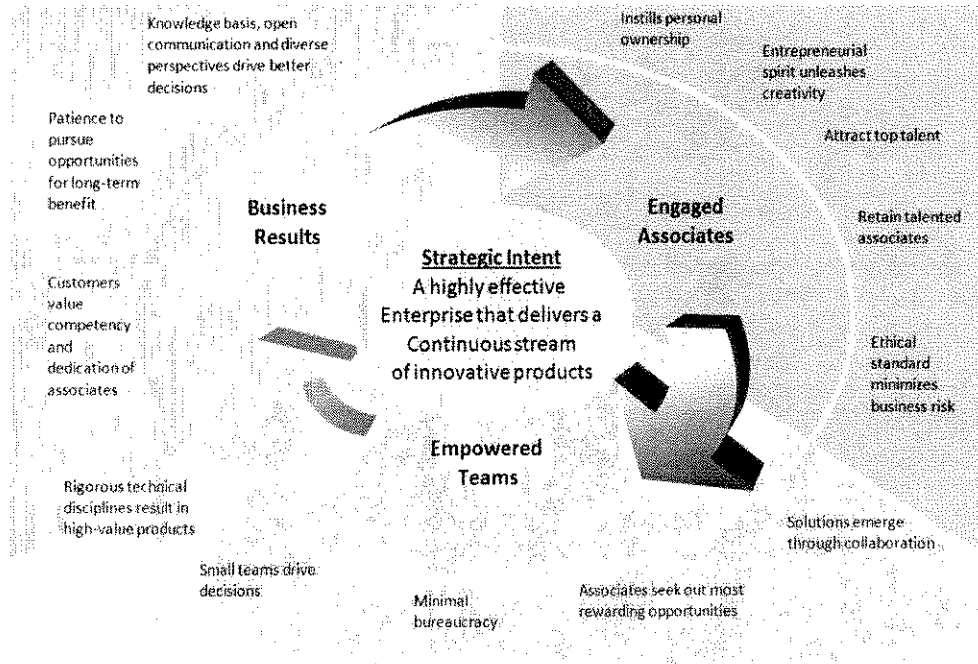 Knowledge basis, open
communication and diverse
perspectives drive better
decisions
Instills personal
ownership
Entrepreneurial
spirit unleashes
creativity
Attract top talent
Patience to
pursue
opportunities
for long-term
benefit
Business
Results
Engaged
Associates
Retain talented
associates
Strategic Intent
A highly effective
Enterprise that delivers a
Continuous stream
of innovative products
Customers
value
competency
and
dedication of
associates
Ethical
standard
minimizes
business risk
Empowered
Teams
Rigorous technical
disciplines result in
high-value products
Solutions emerge
through collaboration
Small teams drive
decisions
Minimal
bureaucracy
Associates seek out most
rewarding opportunities